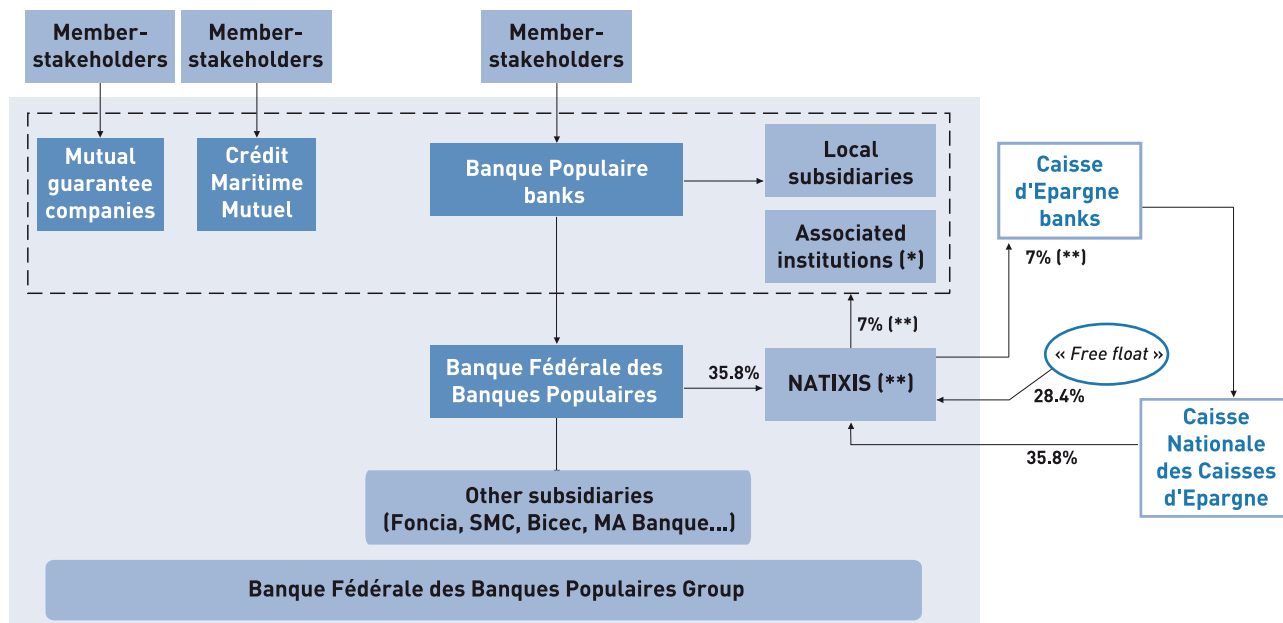 Member-
stakeholders
Member-
stakeholders
Member-
stakeholders
Mutual
guarantee
companies
Crédit
Maritime
Mutuel
Banque Populaire
banks
Local
subsidiaries
Associated
institutions (*)
Caisse
d'Epargne
banks
7% (**)
7% (**)
Banque Fédérale des
Banques Populaires
35.8%
NATIXIS (**)
« Free float »
28.4%
35.8%
Caisse
Nationale
des Caisses
d'Epargne
Other subsidiaries
(Foncia, SMC, Bicec, MA Banque...)
Banque Fédérale des Banques Populaires Group